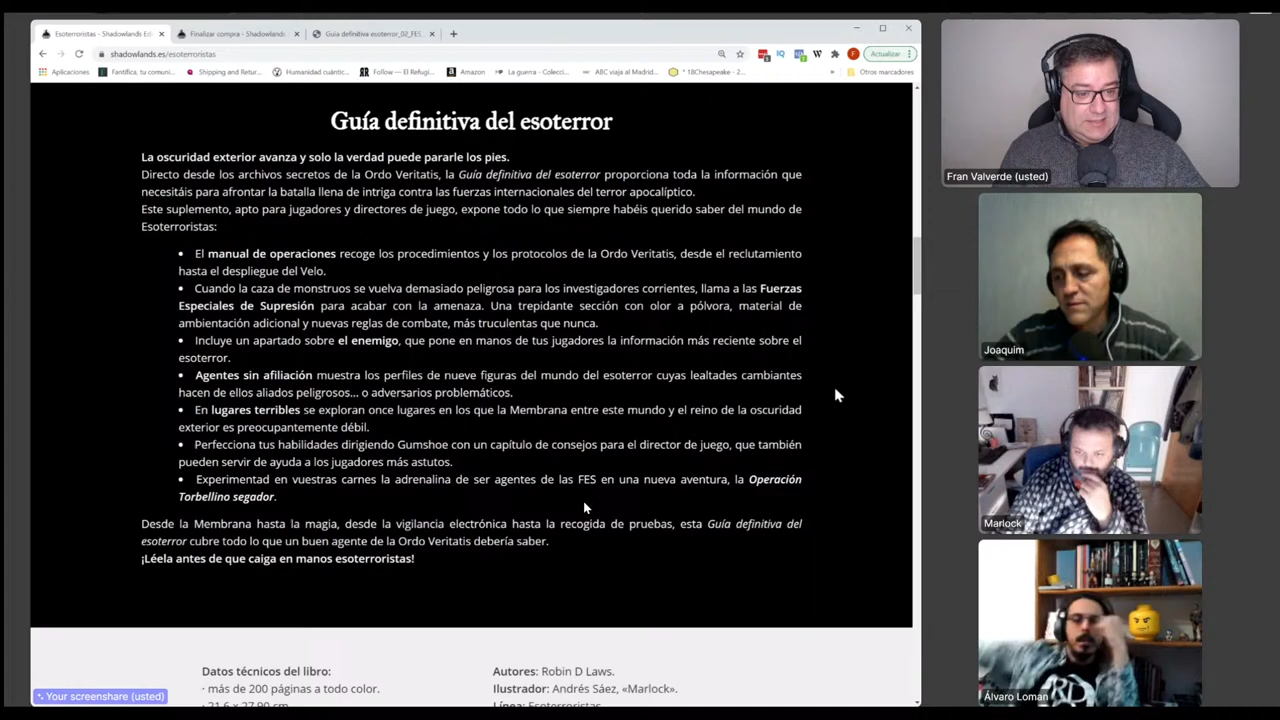 Esoterroristas - Shadowlands Ed
Finalizar compra - Shadowlands
Guia definitiva esoterror_02_FES
shadowlands.es/esoterroristas
Actualizar
Aplicaciones
Fantífica, tu comuni...
Shipping and Retur...
Humanidad cuántic...
Follow — El Refugi...
Amazon
La guerra - Colecci...
ABC viaja al Madrid...
* 18Chesapeake - 2...
»
Otros marcadores
Guía definitiva del esoterror
La oscuridad exterior avanza y solo la verdad puede pararle los pies.
Directo desde los archivos secretos de la Ordo Veritatis, la Guía definitiva del esoterror proporciona toda la información que
necesitáis para afrontar la batalla llena de intriga contra las fuerzas internacionales del terror apocalíptico.
Este suplemento, apto para jugadores y directores de juego, expone todo lo que siempre habéis querido saber del mundo de
Esoterroristas:
• El manual de operaciones recoge los procedimientos y los protocolos de la Ordo Veritatis, desde el reclutamiento
hasta el despliegue del Velo.
• Cuando la caza de monstruos se vuelva demasiado peligrosa para los investigadores corrientes, llama a las Fuerzas
Especiales de Supresión para acabar con la amenaza. Una trepidante sección con olor a pólvora, material de
ambientación adicional y nuevas reglas de combate, más truculentas que nunca.
• Incluye un apartado sobre el enemigo, que pone en manos de tus jugadores la información más reciente sobre el
esoterror.
• Agentes sin afiliación muestra los perfiles de nueve figuras del mundo del esoterror cuyas lealtades cambiantes
hacen de ellos aliados peligrosos... o adversarios problemáticos.
• En lugares terribles se exploran once lugares en los que la Membrana entre este mundo y el reino de la oscuridad
exterior es preocupantemente débil.
• Perfecciona tus habilidades dirigiendo Gumshoe con un capítulo de consejos para el director de juego, que también
pueden servir de ayuda a los jugadores más astutos.
• Experimentad en vuestras carnes la adrenalina de ser agentes de las FES en una nueva aventura, la Operación
Torbellino segador.
Desde la Membrana hasta la magia, desde la vigilancia electrónica hasta la recogida de pruebas, esta Guía definitiva del
esoterror cubre todo lo que un buen agente de la Ordo Veritatis debería saber.
¡Léela antes de que caiga en manos esoterroristas!
Datos técnicos del libro:
· más de 200 páginas a todo color.
· 21,6 x 27,90 cm
Autores: Robin D Laws.
Ilustrador: Andrés Sáez, «Marlock».
Línea: Esoterroristas
Your screenshare (usted)
Fran Valverde (usted)
Joaquim
Marlock
Álvaro Loman